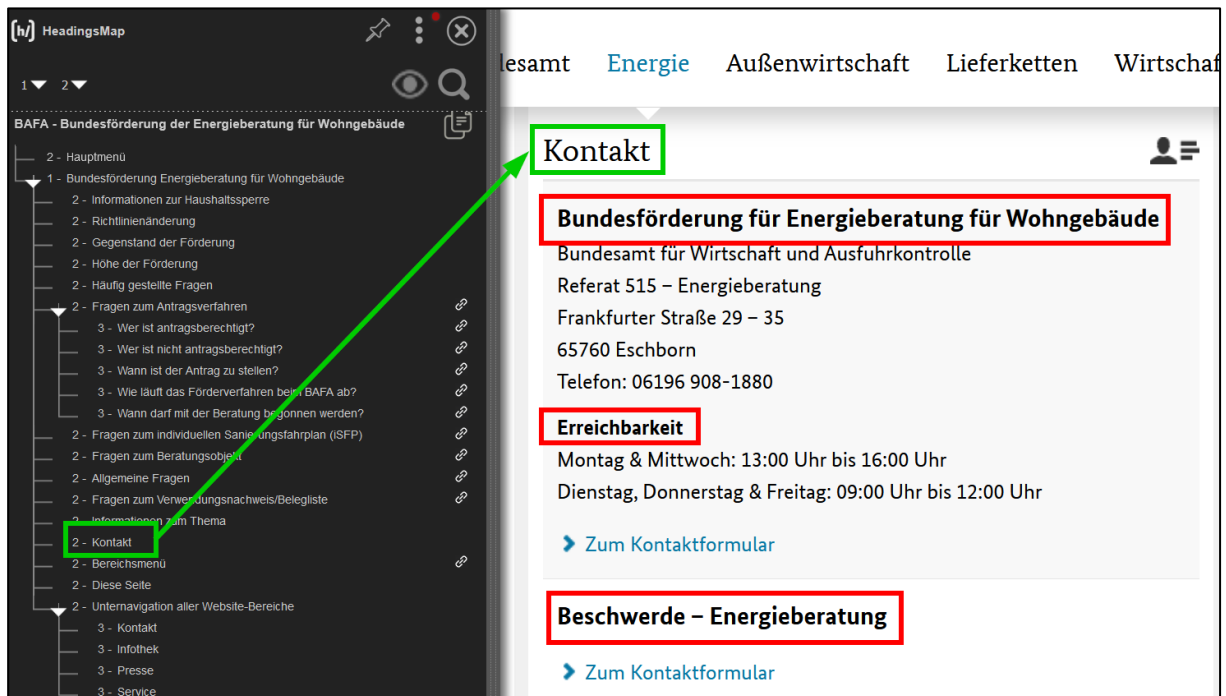 [h/] HeadingsMap
1 2
BAFA - Bundesförderung der Energieberatung für Wohngebäude
2 - Hauptmenü
1 - Bundesförderung Energieberatung für Wohngebäude
2 - Informationen zur Haushaltssperre
2 - Richtlinienänderung
2 - Gegenstand der Förderung
2 - Höhe der Förderung
2 - Häufig gestellte Fragen
2 - Fragen zum Antragsverfahren
3 - Wer ist antragsberechtigt?
3 - Wer ist nicht antragsberechtigt?
3 - Wann ist der Antrag zu stellen?
3 - Wie läuft das Förderverfahren beim BAFA ab?
3 - Wann darf mit der Beratung begonnen werden?
2 - Fragen zum individuellen Sanierungsfahrplan (iSFP)
2 - Fragen zum Beratungsobjekt
2 - Allgemeine Fragen
2 - Fragen zum Verwendungsnachweis/Belegliste
2 - Informationen zum Thema
2 - Kontakt
2 - Bereichsmenü
2 - Diese Seite
2 - Unternavigation aller Website-Bereiche
3 - Kontakt
3 - Infothek
3 - Presse
3 - Service
lesamt Energie Außenwirtschaft Lieferketten Wirtschaf
Kontakt
Bundesförderung für Energieberatung für Wohngebäude
Bundesamt für Wirtschaft und Ausfuhrkontrolle
Referat 515 – Energieberatung
Frankfurter Straße 29 – 35
65760 Eschborn
Telefon: 06196 908-1880
Erreichbarkeit
Montag & Mittwoch: 13:00 Uhr bis 16:00 Uhr
Dienstag, Donnerstag & Freitag: 09:00 Uhr bis 12:00 Uhr
Zum Kontaktformular
Beschwerde – Energieberatung
Zum Kontaktformular